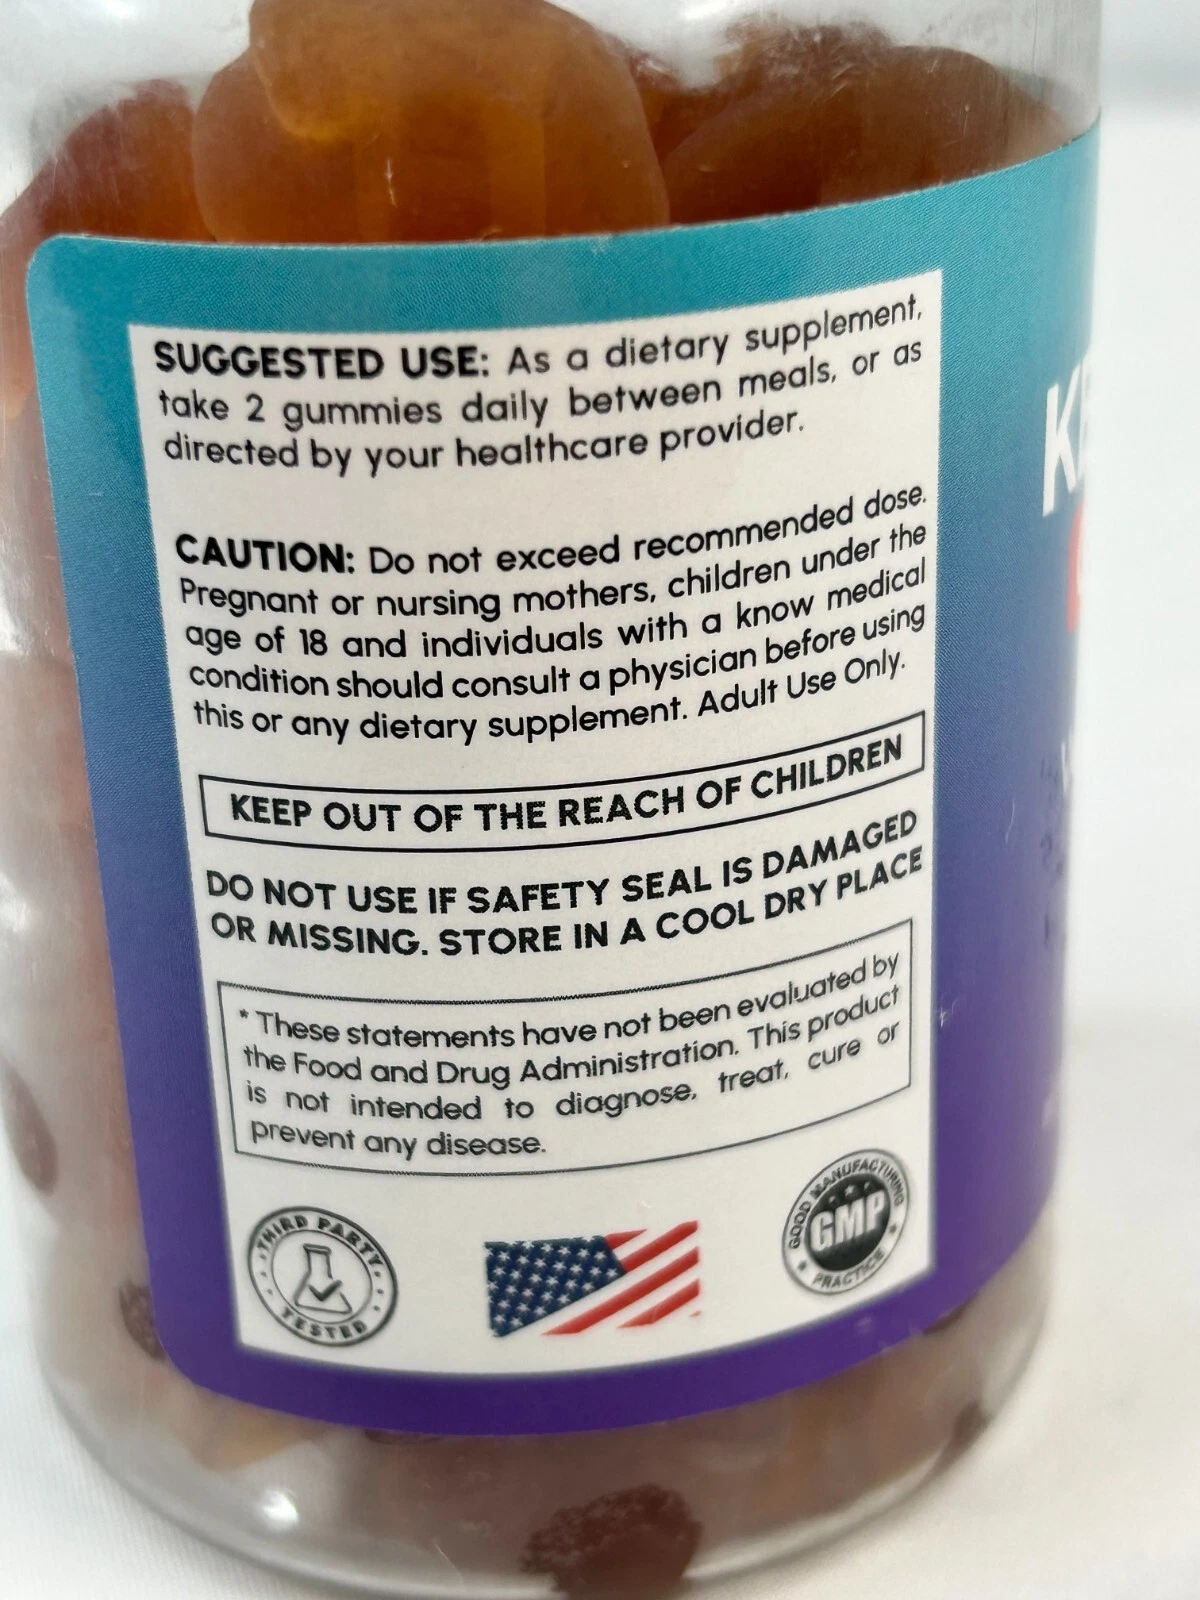 SUGGESTED USE: As a dietary supplement,
take 2 gummies daily between meals, or as
directed by your healthcare provider.
CAUTION: Do not exceed recommended dose.
Pregnant or nursing mothers, children under the
age of 18 and individuals with a know medical
condition should consult a physician before using
this or any dietary supplement. Adult Use Only.
KEEP OUT OF THE REACH OF CHILDREN
DO NOT USE IF SAFETY SEAL IS DAMAGED
OR MISSING. STORE IN A COOL DRY PLACE
* These statements have not been evaluated by
the Food and Drug Administration. This product
is not intended to diagnose, treat, cure or
prevent any disease.
THIRD PARTY
TESTED
GOOD MANUFACTURING
GMP
PRACTICE